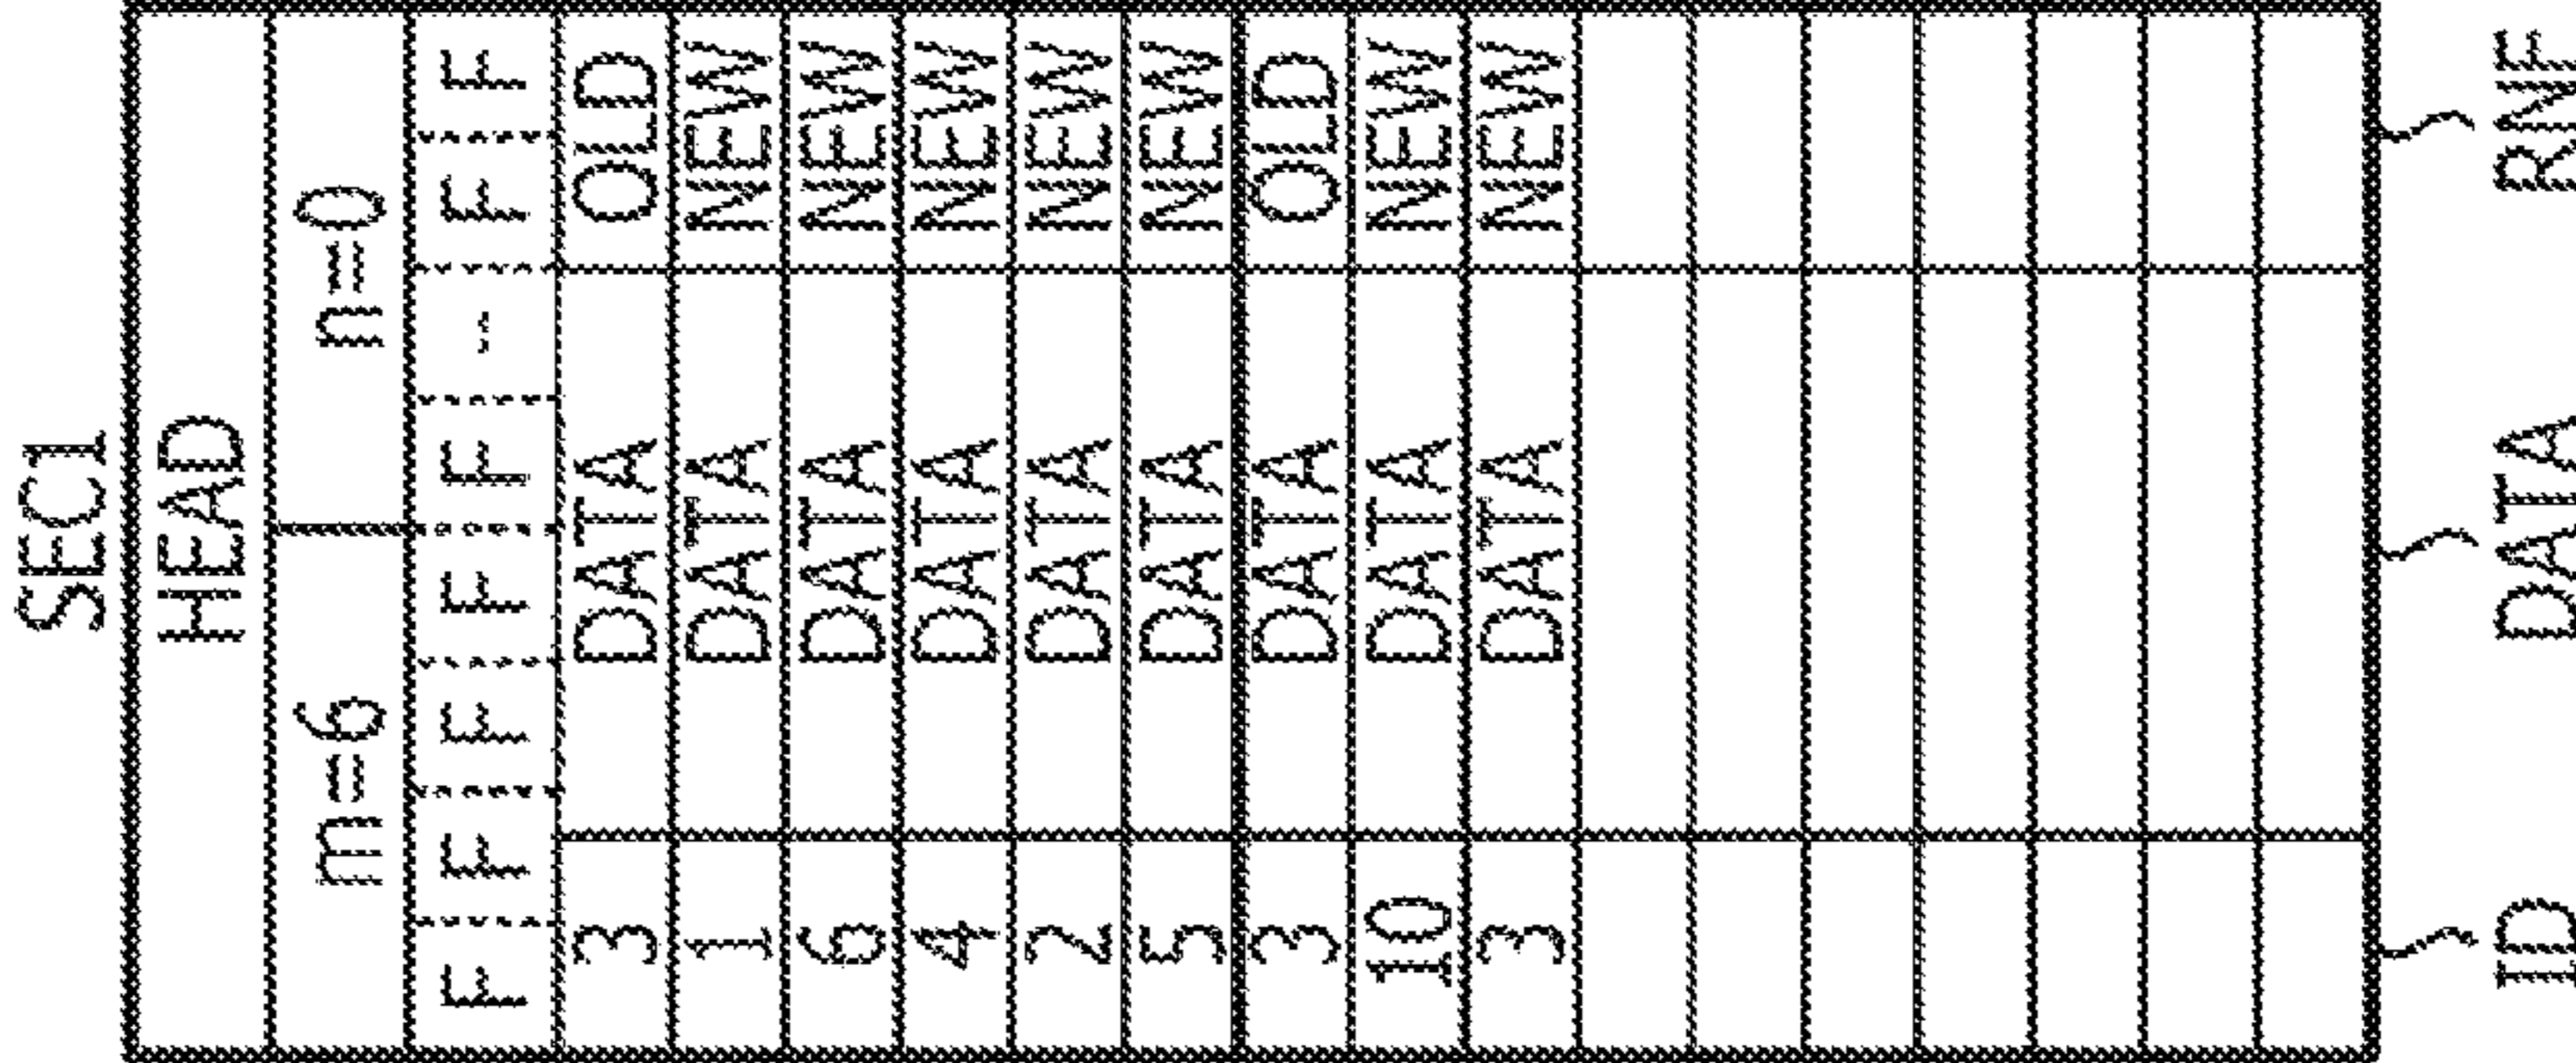 SEC1
HEAD
m=6 n=0
F F F F F -- F F
3 DATA OLD
1 DATA NEW
6 DATA NEW
4 DATA NEW
2 DATA NEW
5 DATA NEW
3 DATA OLD
10 DATA NEW
3 DATA NEW
ID DATA RNF